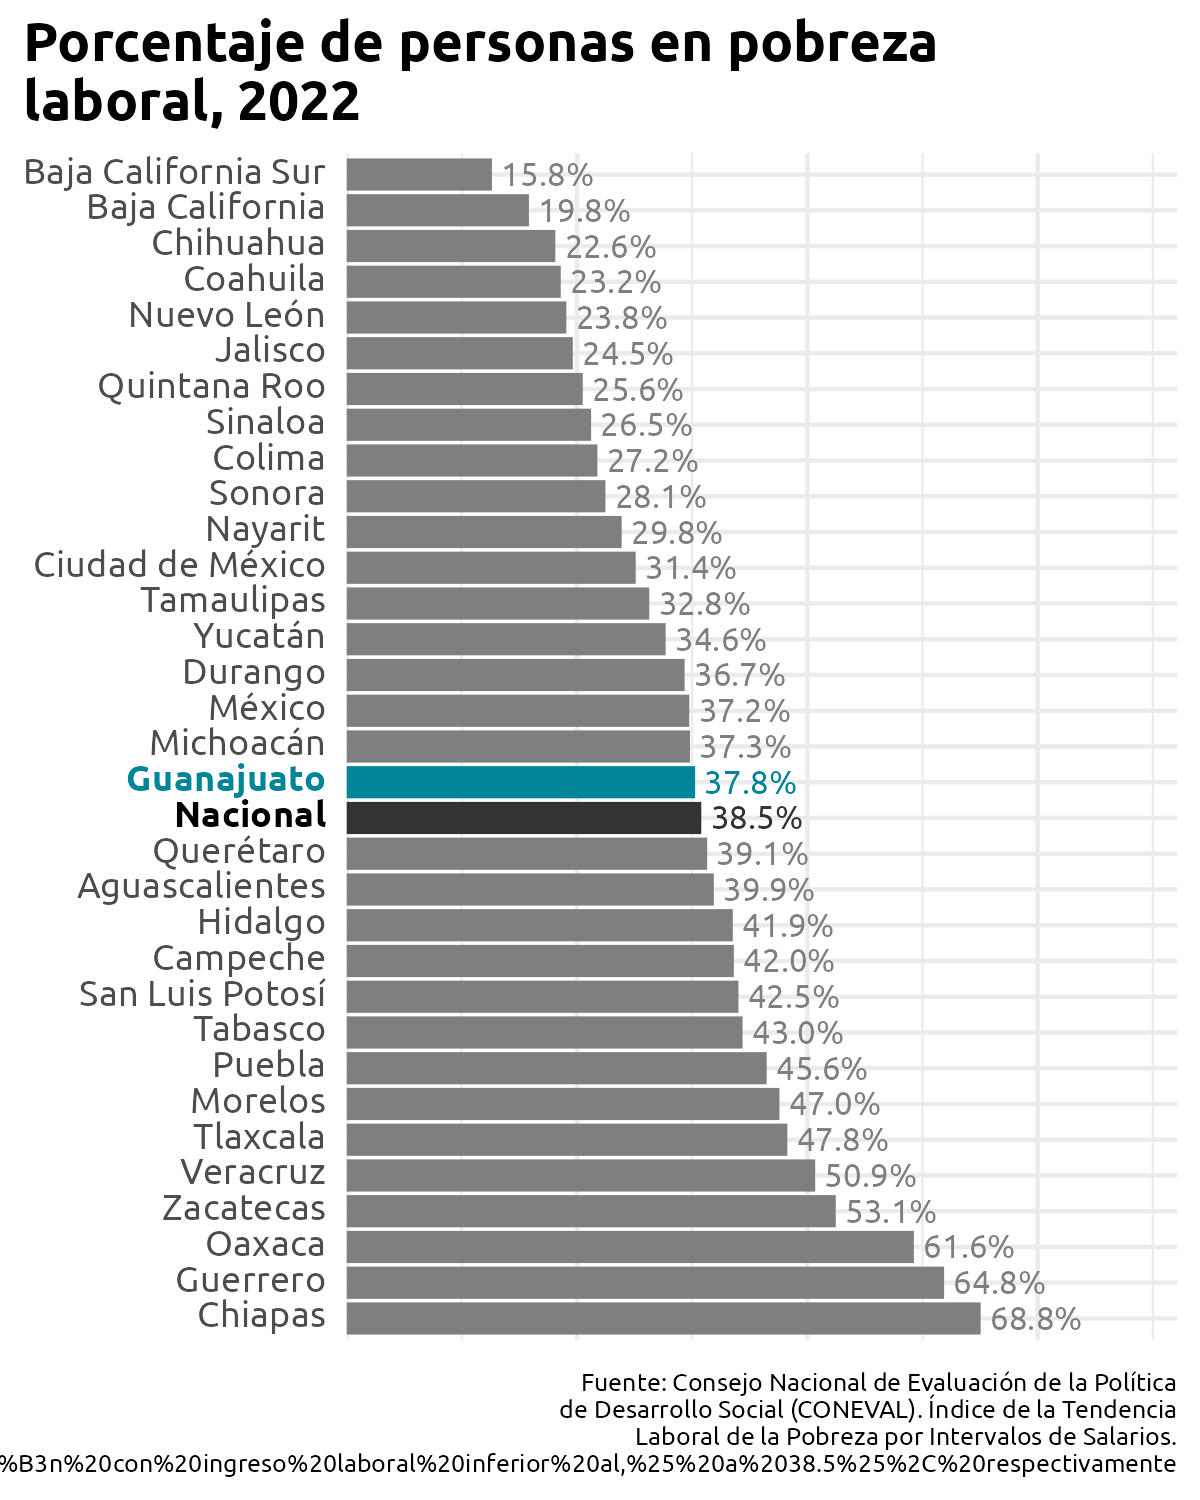 Porcentaje de personas en pobreza
laboral, 2022
Baja California Sur 15.8%
Baja California 19.8%
Chihuahua 22.6%
Coahuila 23.2%
Nuevo León 23.8%
Jalisco 24.5%
Quintana Roo 25.6%
Sinaloa 26.5%
Colima 27.2%
Sonora 28.1%
Nayarit 29.8%
Ciudad de México 31.4%
Tamaulipas 32.8%
Yucatán 34.6%
Durango 36.7%
México 37.2%
Michoacán 37.3%
Guanajuato 37.8%
Nacional 38.5%
Querétaro 39.1%
Aguascalientes 39.9%
Hidalgo 41.9%
Campeche 42.0%
San Luis Potosí 42.5%
Tabasco 43.0%
Puebla 45.6%
Morelos 47.0%
Tlaxcala 47.8%
Veracruz 50.9%
Zacatecas 53.1%
Oaxaca 61.6%
Guerrero 64.8%
Chiapas 68.8%
Fuente: Consejo Nacional de Evaluación de la Política
de Desarrollo Social (CONEVAL). Índice de la Tendencia
Laboral de la Pobreza por Intervalos de Salarios.
%B3n%20con%20ingreso%20laboral%20inferior%20al,%25%20a%2038.5%25%2C%20respectivamente